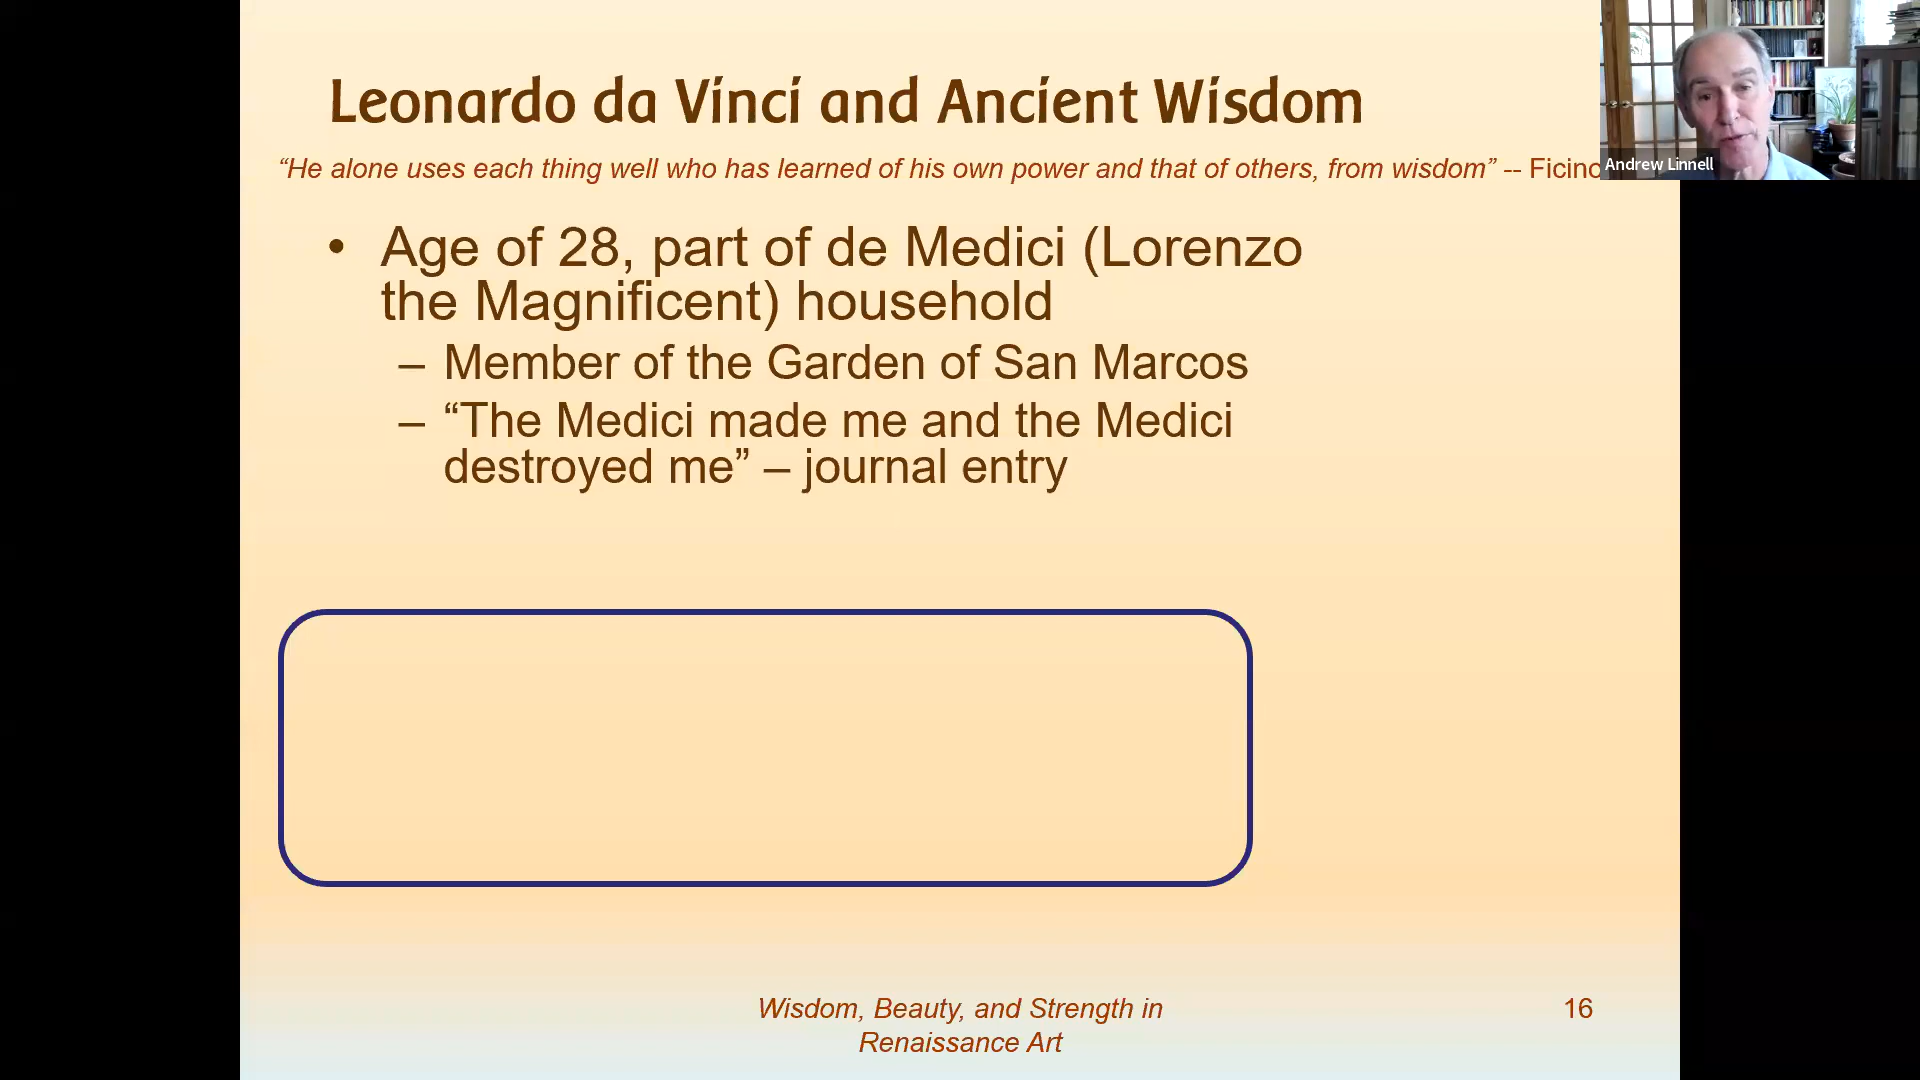 Leonardo da Vinci and Ancient Wisdom
“He alone uses each thing well who has learned of his own power and that of others, from wisdom” -- Ficino
Andrew Linnell
• Age of 28, part of de Medici (Lorenzo
the Magnificent) household
– Member of the Garden of San Marcos
– “The Medici made me and the Medici
destroyed me” – journal entry
Wisdom, Beauty, and Strength in
Renaissance Art
16